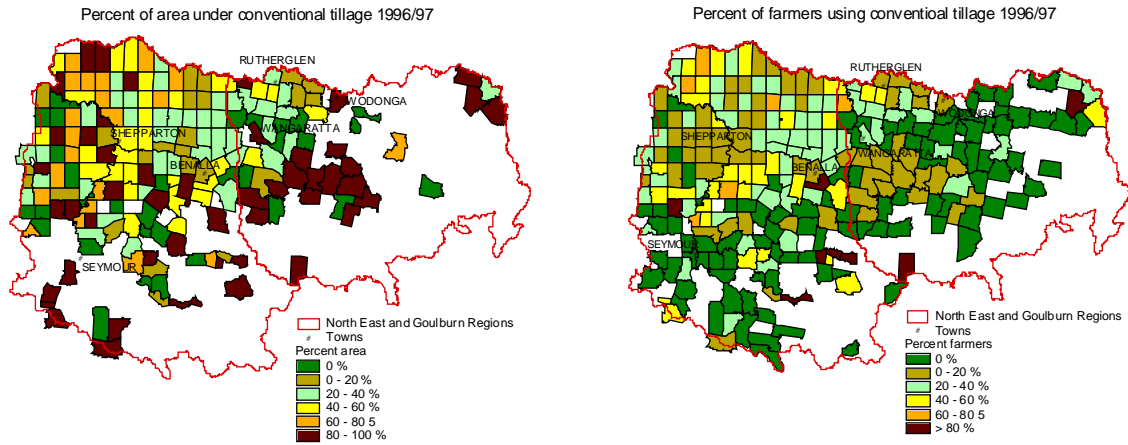 Percent of area under conventional tillage 1996/97
RUTHERGLEN
WODONGA
WANGARATTA
SHEPPARTON
BENALLA
SEYMOUR
North East and Goulburn Regions
# Towns
Percent area
0 %
0 - 20 %
20 - 40 %
40 - 60 %
60 - 80 5
80 - 100 %
Percent of farmers using conventioal tillage 1996/97
RUTHERGLEN
WODONGA
SHEPPARTON
WANGARATTA
BENALLA
SEYMOUR
North East and Goulburn Regions
# Towns
Percent farmers
0 %
0 - 20 %
20 - 40 %
40 - 60 %
60 - 80 5
> 80 %